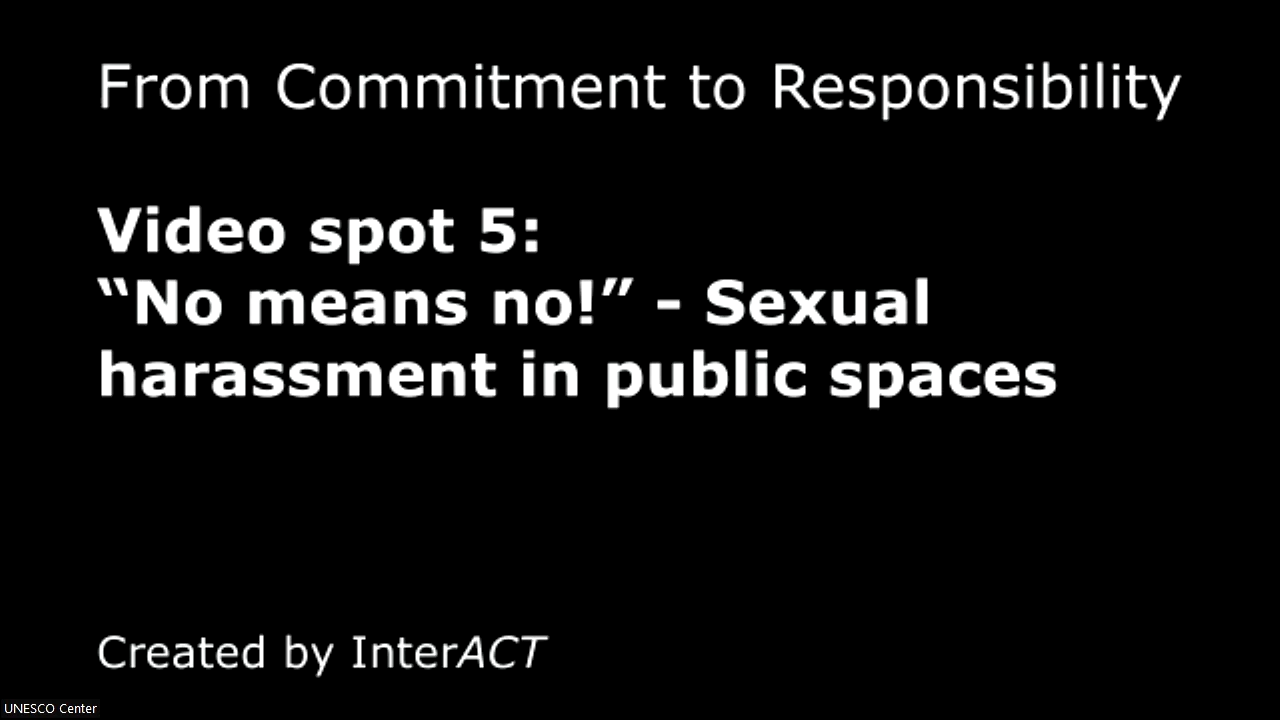 From Commitment to Responsibility
Video spot 5:
“No means no!” - Sexual
harassment in public spaces
Created by InterACT
UNESCO Center